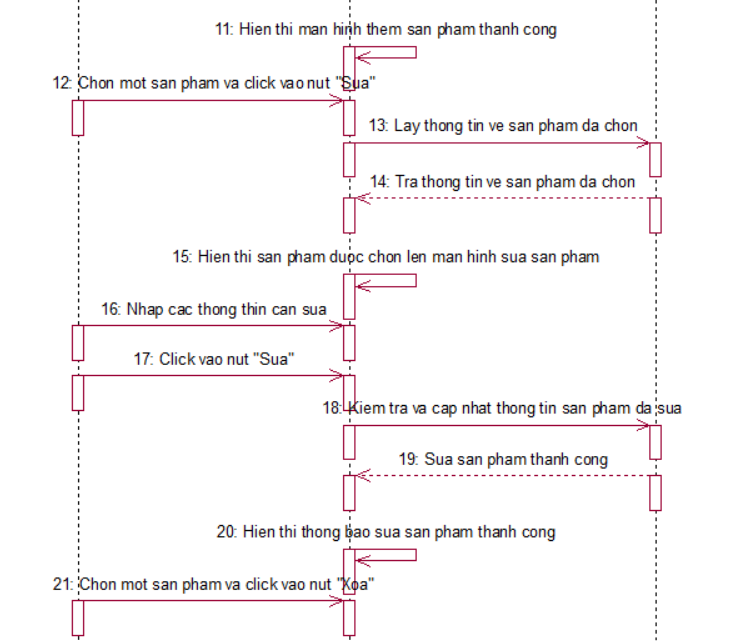 11: Hien thi man hinh them san pham thanh cong
12: Chon mot san pham va click vao nut "Sua"
13: Lay thong tin ve san pham da chon
14: Tra thong tin ve san pham da chon
15: Hien thi san pham duoc chon len man hinh sua san pham
16: Nhap cac thong thin can sua
17: Click vao nut "Sua"
18: Kiem tra va cap nhat thong tin san pham da sua
19: Sua san pham thanh cong
20: Hien thi thong bao sua san pham thanh cong
21: Chon mot san pham va click vao nut "Xoa"